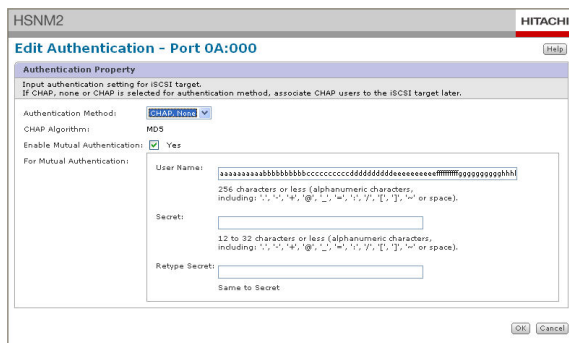 HSNM2
HITACHI
Edit Authentication - Port 0A:000
Help
Authentication Property
Input authentication setting for iSCSI target.
If CHAP, none or CHAP is selected for authentication method, associate CHAP users to the iSCSI target later.
Authentication Method: CHAP, None
CHAP Algorithm: MD5
Enable Mutual Authentication: Yes
For Mutual Authentication:
User Name: aaaaaaaaaabbbbbbbbbbccccccccccddddddddddeeeeeeeeeeffffffffffgggggggggghhhl
256 characters or less (alphanumeric characters,
including: '.', '-', '+', '@', '_', '=', ':', '/', '[', ']', '~' or space).
Secret:
12 to 32 characters or less (alphanumeric characters,
including: '.', '-', '+', '@', '_', '=', ':', '/', '[', ']', '~' or space).
Retype Secret:
Same to Secret
OK Cancel